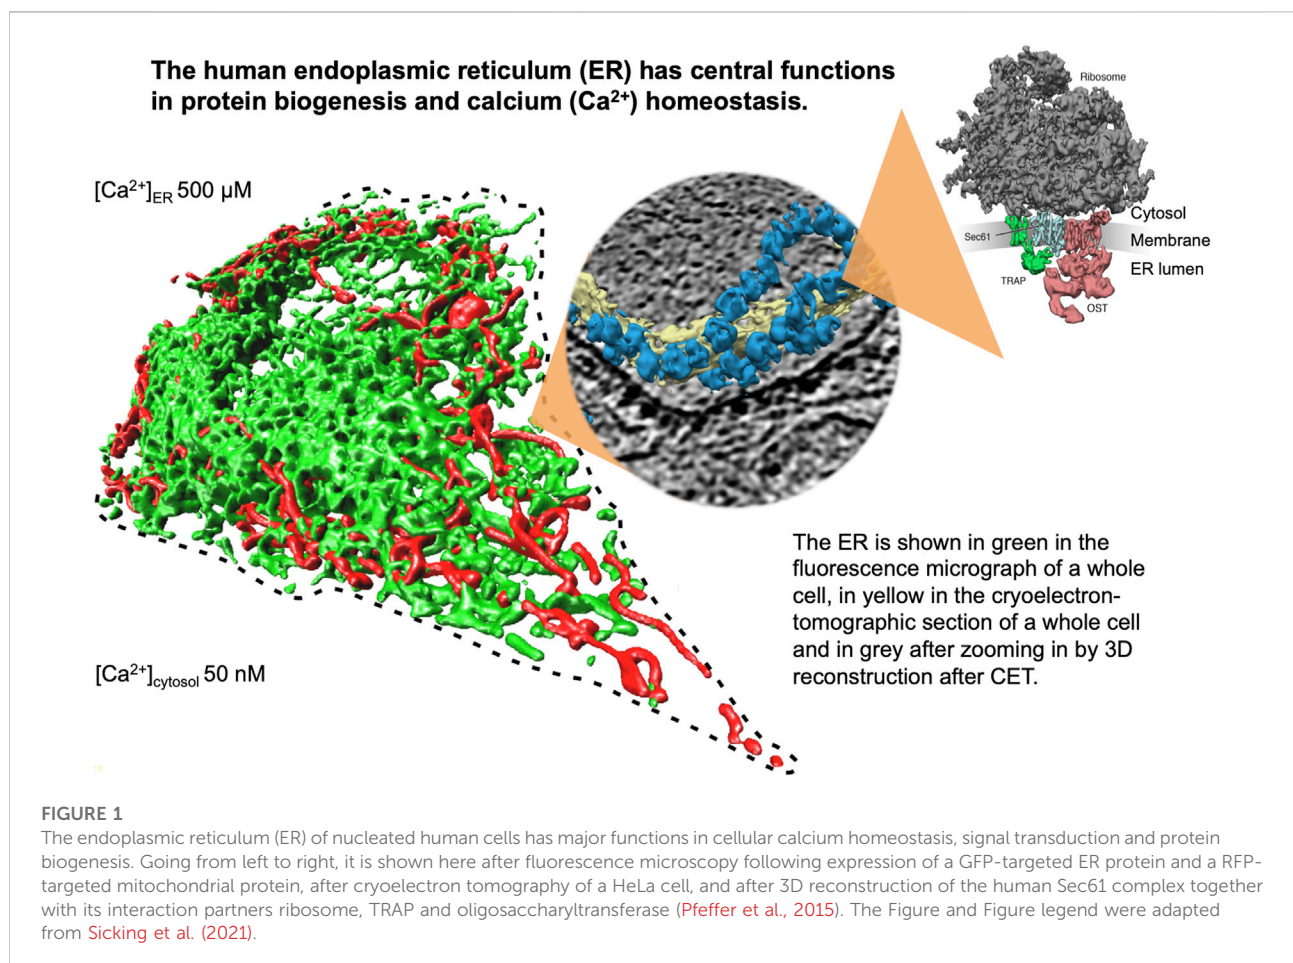 The human endoplasmic reticulum (ER) has central functions
in protein biogenesis and calcium (Ca²⁺) homeostasis.
Ribosome
[Ca²⁺]ER 500 µM
Cytosol
Sec61
Membrane
ER lumen
TRAP
OST
The ER is shown in green in the
fluorescence micrograph of a whole
cell, in yellow in the cryoelectron-
tomographic section of a whole cell
and in grey after zooming in by 3D
reconstruction after CET.
[Ca²⁺]cytosol 50 nM
FIGURE 1
The endoplasmic reticulum (ER) of nucleated human cells has major functions in cellular calcium homeostasis, signal transduction and protein
biogenesis. Going from left to right, it is shown here after fluorescence microscopy following expression of a GFP-targeted ER protein and a RFP-
targeted mitochondrial protein, after cryoelectron tomography of a HeLa cell, and after 3D reconstruction of the human Sec61 complex together
with its interaction partners ribosome, TRAP and oligosaccharyltransferase (Pfeffer et al., 2015). The Figure and Figure legend were adapted
from Sicking et al. (2021).